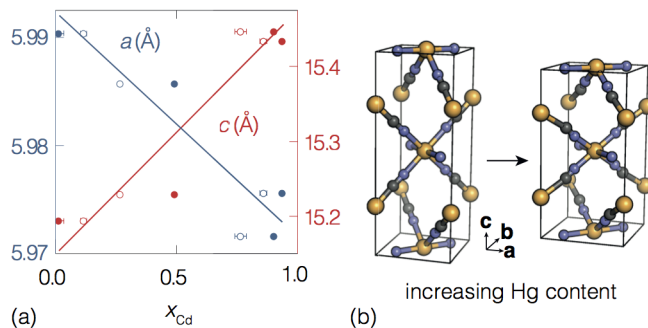 5.99
5.98
5.97
a (Å)
c (Å)
15.4
15.3
15.2
0.0
0.5
1.0
xCd
(a)
c
b
a
increasing Hg content
(b)